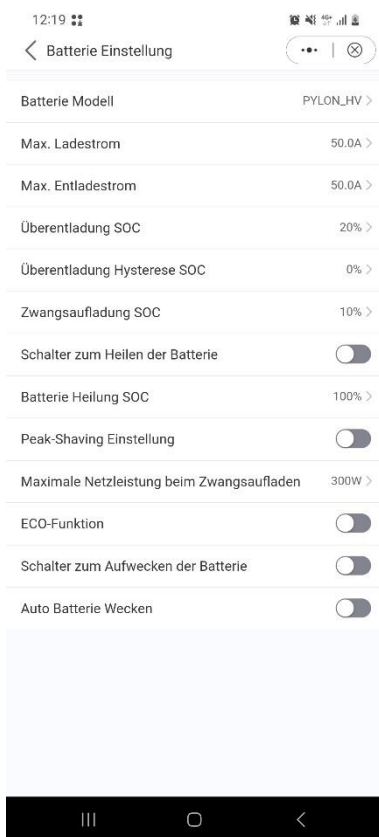 12:19
Batterie Einstellung
Batterie Modell PYLON_HV
Max. Ladestrom 50.0A
Max. Entladestrom 50.0A
Überentladung SOC 20%
Überentladung Hysterese SOC 0%
Zwangsaufladung SOC 10%
Schalter zum Heilen der Batterie
Batterie Heilung SOC 100%
Peak-Shaving Einstellung
Maximale Netzleistung beim Zwangsaufladen 300W
ECO-Funktion
Schalter zum Aufwecken der Batterie
Auto Batterie Wecken